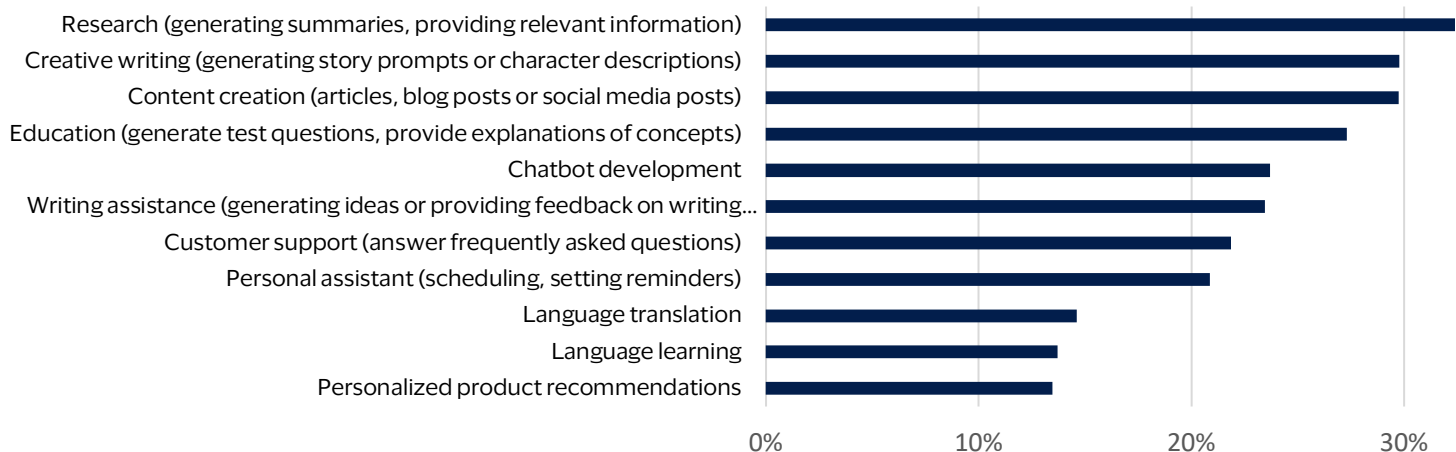 Research (generating summaries, providing relevant information)
Creative writing (generating story prompts or character descriptions)
Content creation (articles, blog posts or social media posts)
Education (generate test questions, provide explanations of concepts)
Chatbot development
Writing assistance (generating ideas or providing feedback on writing...
Customer support (answer frequently asked questions)
Personal assistant (scheduling, setting reminders)
Language translation
Language learning
Personalized product recommendations
0% 10% 20% 30%